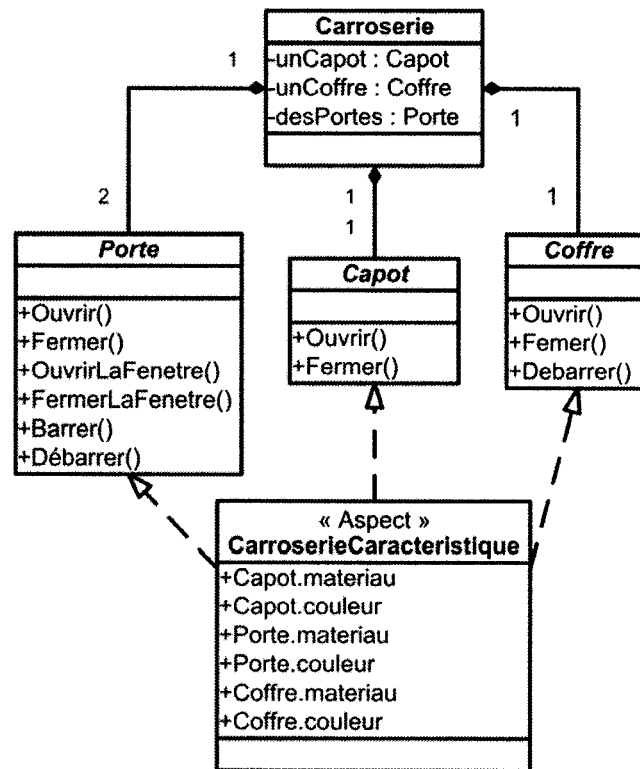 Carroserie
-unCapot : Capot
-unCoffre : Coffre
-desPortes : Porte
1
1
2
1
1
1
Porte
+Ouvrir()
+Fermer()
+OuvrirLaFenetre()
+FermerLaFenetre()
+Barrer()
+Débarrer()
Capot
+Ouvrir()
+Fermer()
Coffre
+Ouvrir()
+Femer()
+Debarrer()
« Aspect »
CarroserieCaracteristique
+Capot.materiau
+Capot.couleur
+Porte.materiau
+Porte.couleur
+Coffre.materiau
+Coffre.couleur